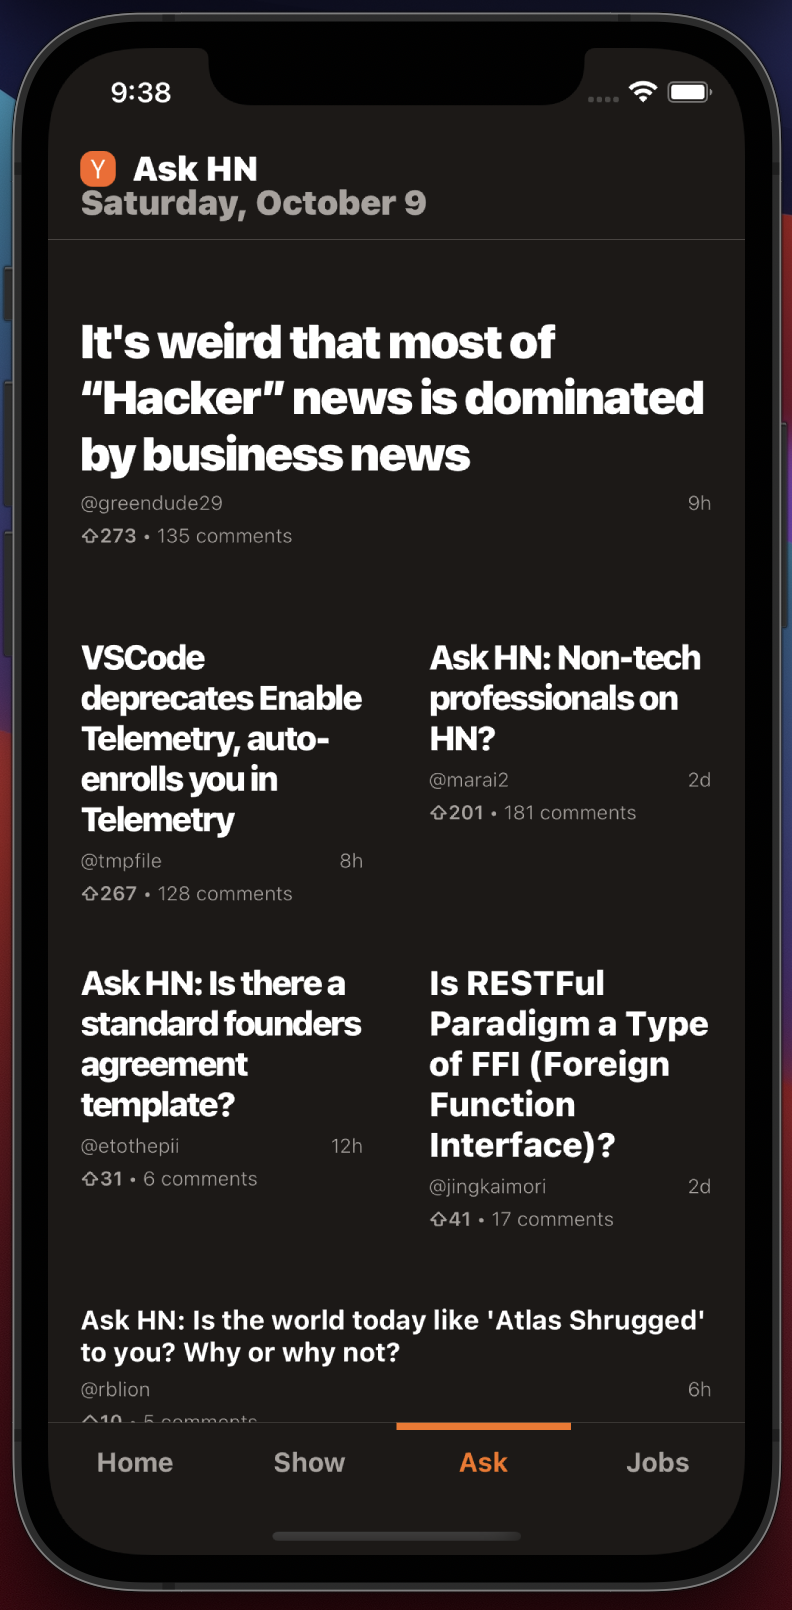 9:38
Y Ask HN
Saturday, October 9
It's weird that most of
“Hacker” news is dominated
by business news
@greendude29 9h
273 • 135 comments
VSCode
deprecates Enable
Telemetry, auto-
enrolls you in
Telemetry
@tmpfile 8h
267 • 128 comments
Ask HN: Non-tech
professionals on
HN?
@marai2 2d
201 • 181 comments
Ask HN: Is there a
standard founders
agreement
template?
@etothepii 12h
31 • 6 comments
Is RESTFul
Paradigm a Type
of FFI (Foreign
Function
Interface)?
@jingkaimori 2d
41 • 17 comments
Ask HN: Is the world today like 'Atlas Shrugged'
to you? Why or why not?
@rblion 6h
10 • 5 comments
Home Show Ask Jobs